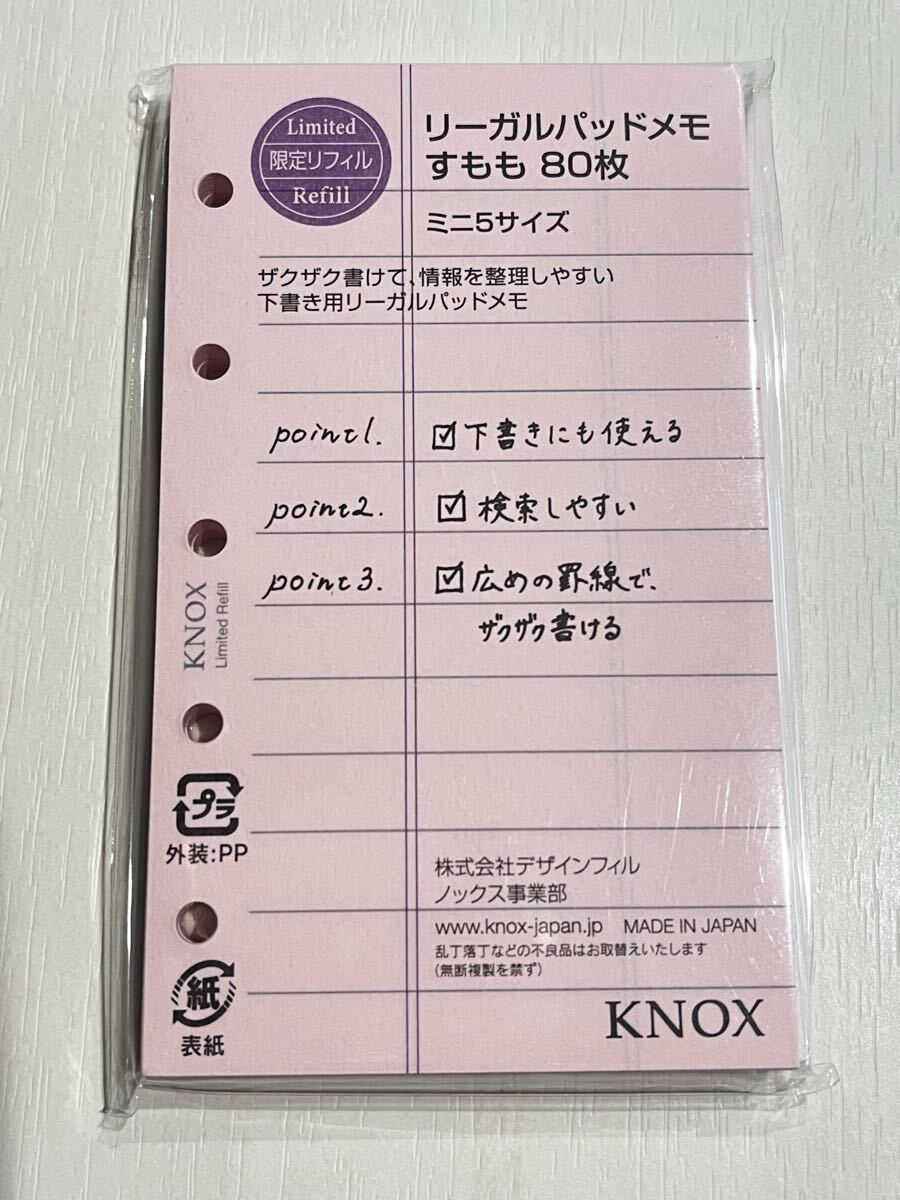 Limited
限定リフィル
Refill
リーガルパッドメモ
すもも 80枚
ミニ5サイズ
ザクザク書けて、情報を整理しやすい
下書き用リーガルパッドメモ
point1. ☑下書きにも使える
point2. ☑検索しやすい
point3. ☑広めの罫線で、
ザクザク書ける
KNOX
Limited Refill
プラ
外装:PP
紙
表紙
株式会社デザインフィル
ノックス事業部
www.knox-japan.jp MADE IN JAPAN
乱丁落丁などの不良品はお取替えいたします
(無断複製を禁ず)
KNOX